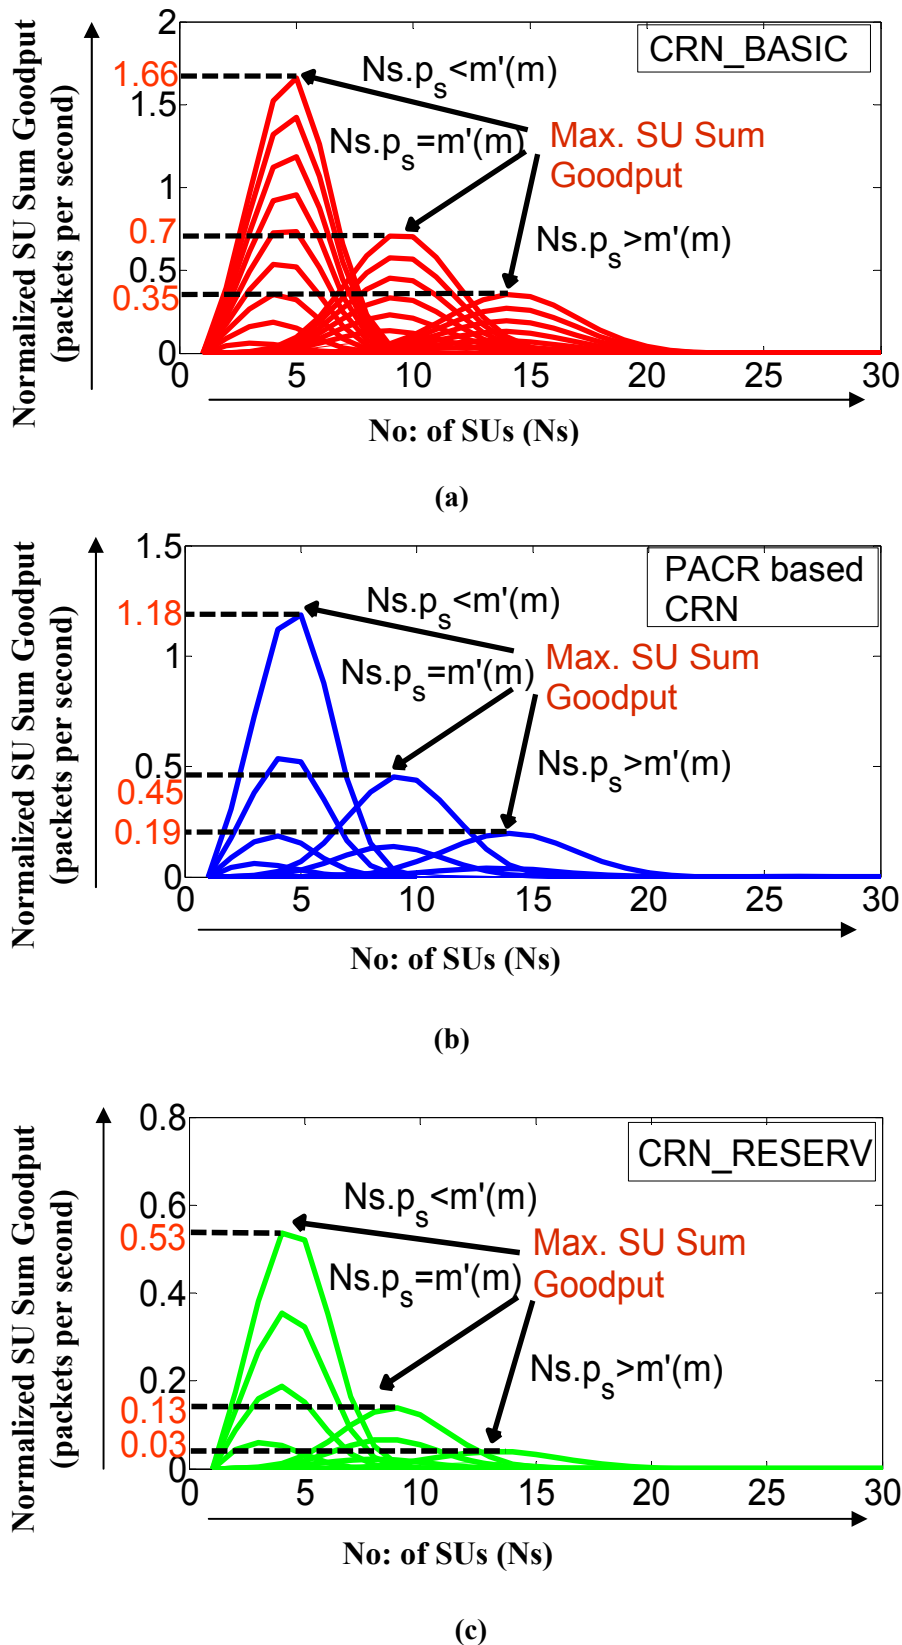 Normalized SU Sum Goodput
(packets per second)
2
1.66
1.5
1
0.7
0.5
0.35
0
CRN_BASIC
Ns.ps<m'(m)
Ns.ps=m'(m)
Max. SU Sum
Goodput
Ns.ps>m'(m)
0 5 10 15 20 25 30
No: of SUs (Ns)
(a)
Normalized SU Sum Goodput
(packets per second)
1.5
1.18
1
0.5
0.45
0.19
0
PACR based
CRN
Ns.ps<m'(m)
Ns.ps=m'(m)
Max. SU Sum
Goodput
Ns.ps>m'(m)
0 5 10 15 20 25 30
No: of SUs (Ns)
(b)
Normalized SU Sum Goodput
(packets per second)
0.8
0.6
0.53
0.4
0.2
0.13
0.03
0
CRN_RESERV
Ns.ps<m'(m)
Ns.ps=m'(m)
Max. SU Sum
Goodput
Ns.ps>m'(m)
0 5 10 15 20 25 30
No: of SUs (Ns)
(c)